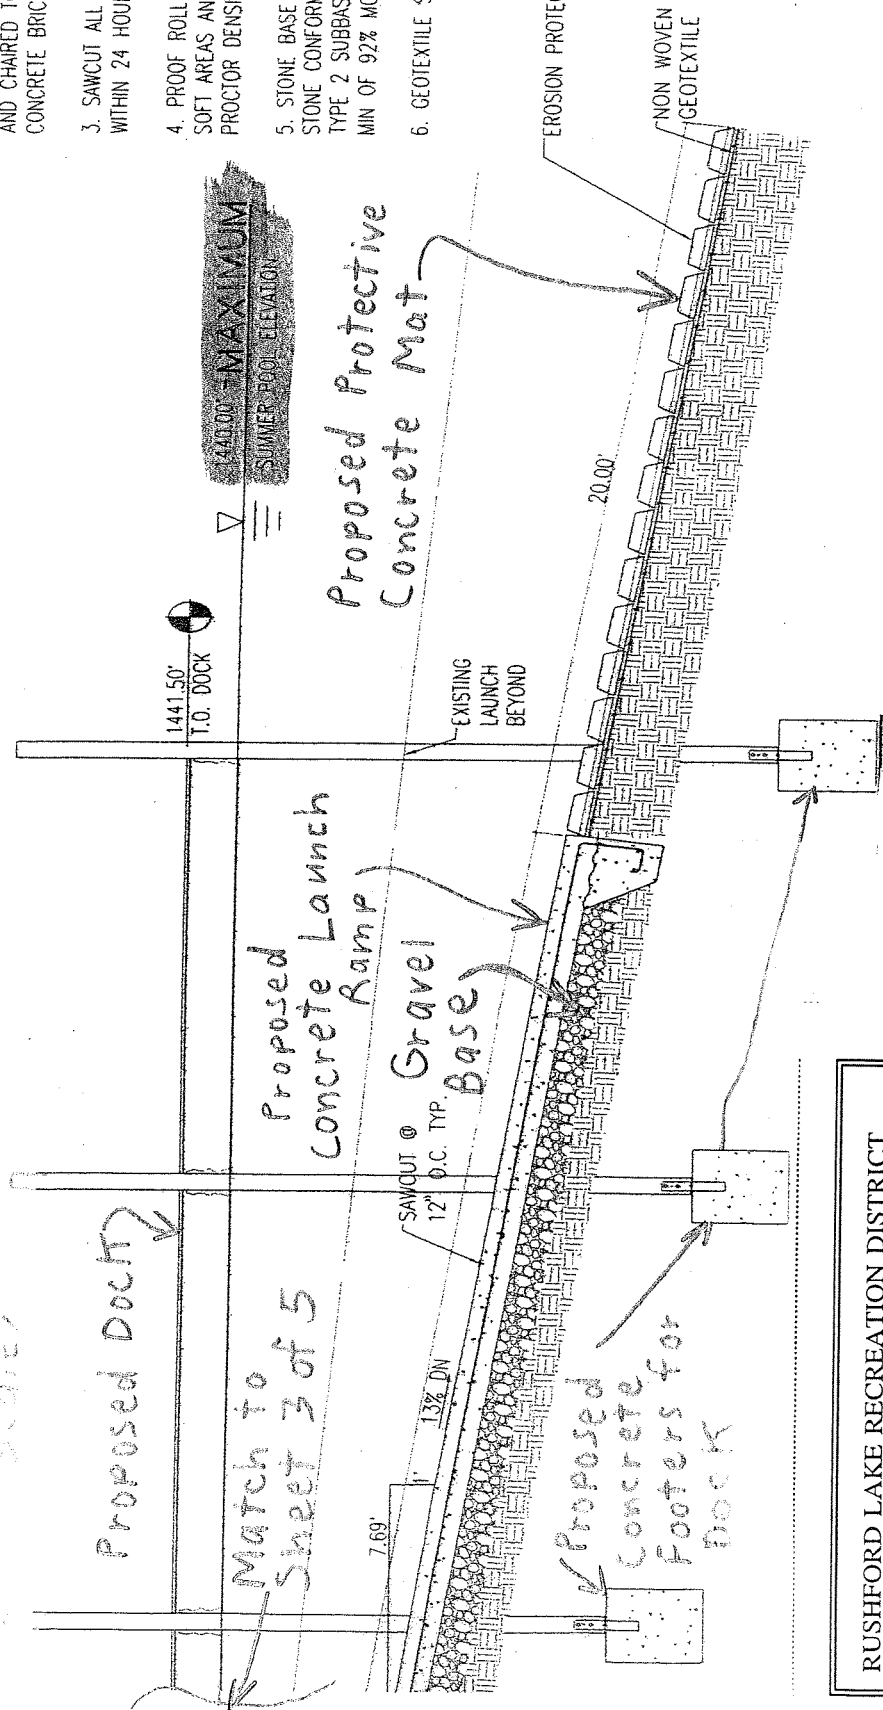 AND CHAIRED T
CONCRETE BRIC
3. SAWCUT ALL
WITHIN 24 HOUR
4. PROOF ROLL
SOFT AREAS AN
PROCTOR DENSI
5. STONE BASE
STONE CONFORM
TYPE 2 SUBBAS
MIN OF 92% MO
6. GEOTEXTILE S
1440.00' - MAXIMUM
SUMMER POOL ELEVATION
1441.50'
T.O. DOCK
Proposed Dock
Match to
Sheet 3 of 5
Proposed
Concrete Launch
Ramp
Proposed Protective
Concrete Mat
EROSION PROTE
NON WOVEN
GEOTEXTILE
EXISTING
LAUNCH
BEYOND
20.00'
SAWCUT @
12" O.C. TYP.
Gravel
Base
7.69'
1'
13% DN
Proposed
Concrete
Footers for
Dock
RUSHFORD LAKE RECREATION DISTRICT